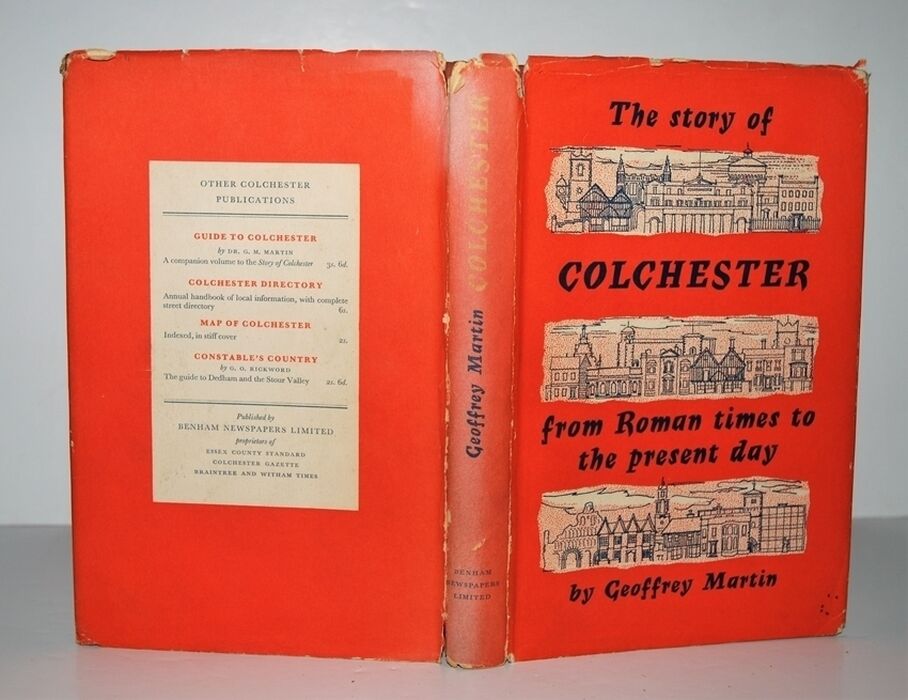 OTHER COLCHESTER
PUBLICATIONS
GUIDE TO COLCHESTER
by DR. G. M. MARTIN
A companion volume to the Story of Colchester 3s. 6d.
COLCHESTER DIRECTORY
Annual handbook of local information, with complete
street directory 6s.
MAP OF COLCHESTER
Indexed, in stiff cover 2s.
CONSTABLE'S COUNTRY
by G. O. RICKWORD
The guide to Dedham and the Stour Valley 2s. 6d.
Published by
BENHAM NEWSPAPERS LIMITED
proprietors of
ESSEX COUNTY STANDARD
COLCHESTER GAZETTE
BRAINTREE AND WITHAM TIMES
Geoffrey Martin COLCHESTER
BENHAM
NEWSPAPERS
LIMITED
The story of
COLCHESTER
from Roman times to
the present day
by Geoffrey Martin